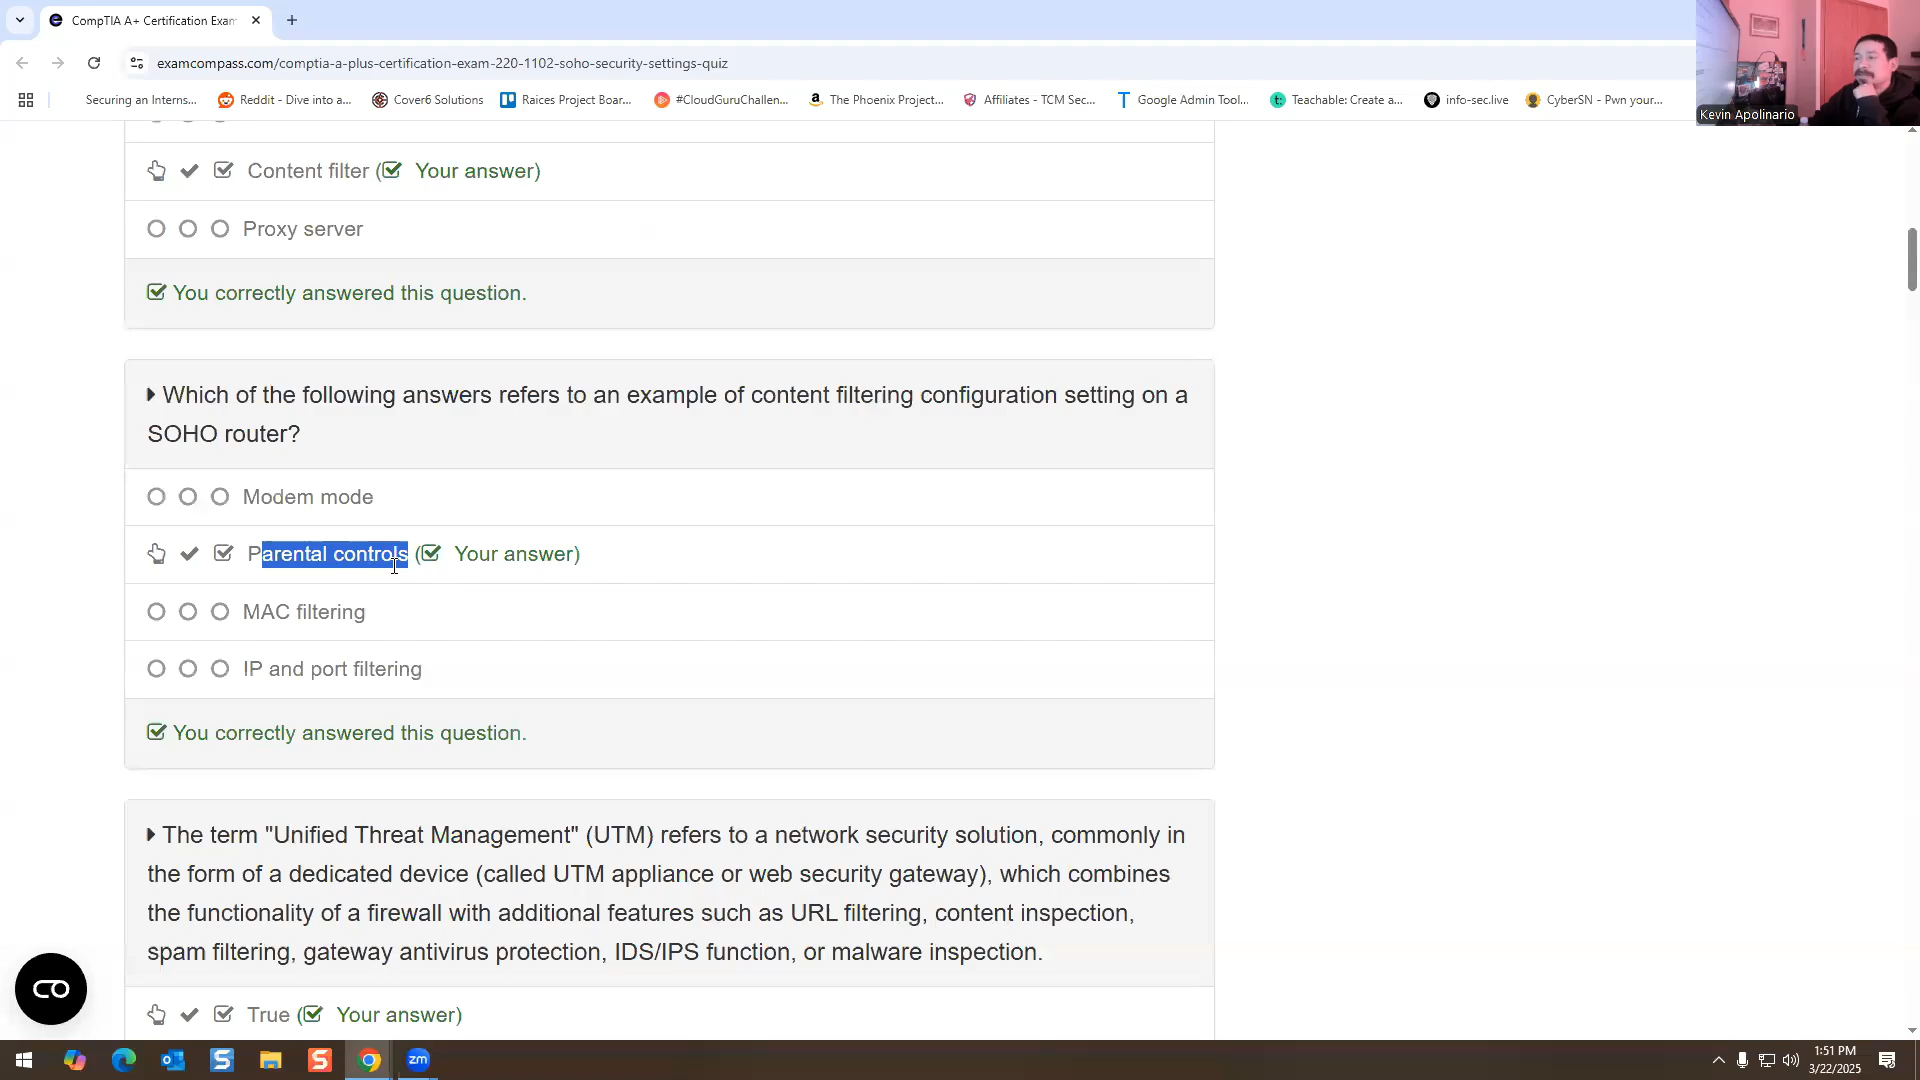 CompTIA A+ Certification Exam
examcompass.com/comptia-a-plus-certification-exam-220-1102-soho-security-settings-quiz
Securing an Interns...
Reddit - Dive into a...
Cover6 Solutions
Raices Project Boar...
#CloudGuruChallen...
The Phoenix Project...
Affiliates - TCM Sec...
Google Admin Tool...
Teachable: Create a...
info-sec.live
CyberSN - Pwn your...
Kevin Apolinario
Content filter ( Your answer)
Proxy server
You correctly answered this question.
Which of the following answers refers to an example of content filtering configuration setting on a
SOHO router?
Modem mode
Parental controls ( Your answer)
MAC filtering
IP and port filtering
You correctly answered this question.
The term "Unified Threat Management" (UTM) refers to a network security solution, commonly in
the form of a dedicated device (called UTM appliance or web security gateway), which combines
the functionality of a firewall with additional features such as URL filtering, content inspection,
spam filtering, gateway antivirus protection, IDS/IPS function, or malware inspection.
True ( Your answer)
zm
1:51 PM
3/22/2025